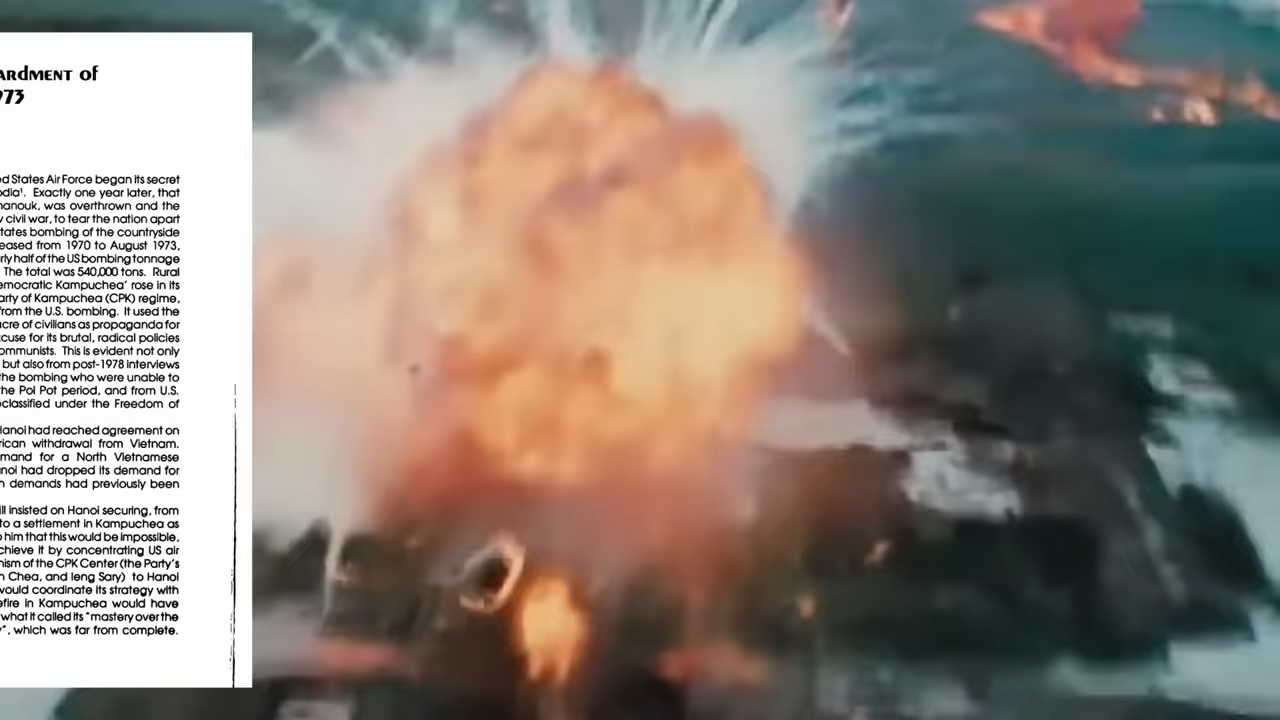 ARDMENT of
973
ed States Air Force began its secret
odia¹. Exactly one year later, that
hanouk, was overthrown and the
y civil war, to tear the nation apart
tates bombing of the countryside
eased from 1970 to August 1973,
rly half of the US bombing tonnage
The total was 540,000 tons. Rural
emocratic Kampuchea' rose in its
arty of Kampuchea (CPK) regime,
from the U.S. bombing. It used the
acre of civilians as propaganda for
cuse for its brutal, radical policies
ommunists. This is evident not only
but also from post-1978 interviews
the bombing who were unable to
the Pol Pot period, and from U.S.
eclassified under the Freedom of
Hanoi had reached agreement on
rican withdrawal from Vietnam.
mand for a North Vietnamese
noi had dropped its demand for
n demands had previously been
ill insisted on Hanoi securing, from
to a settlement in Kampuchea as
o him that this would be impossible,
chieve it by concentrating US air
nism of the CPK Center (the Party's
n Chea, and Ieng Sary) to Hanoi
would coordinate its strategy with
efire in Kampuchea would have
what it called its "mastery over the
y", which was far from complete.